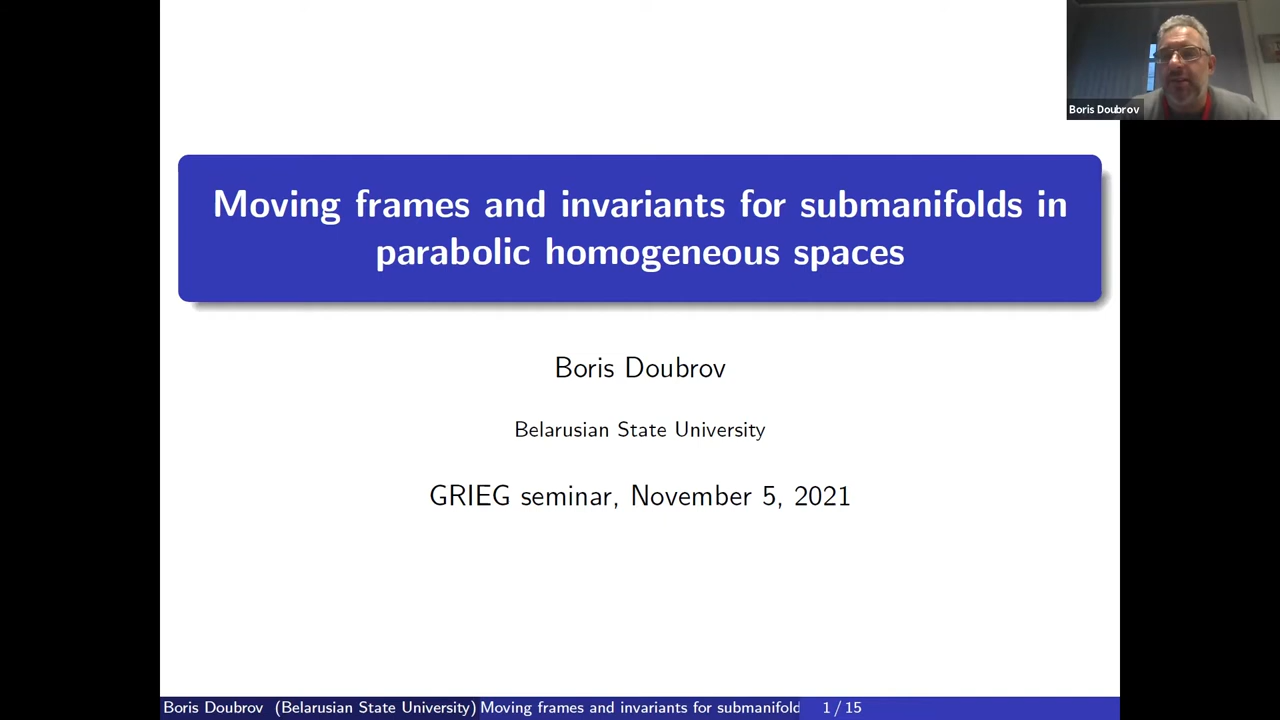 Boris Doubrov
Moving frames and invariants for submanifolds in
parabolic homogeneous spaces
Boris Doubrov
Belarusian State University
GRIEG seminar, November 5, 2021
Boris Doubrov (Belarusian State University) Moving frames and invariants for submanifold 1 / 15